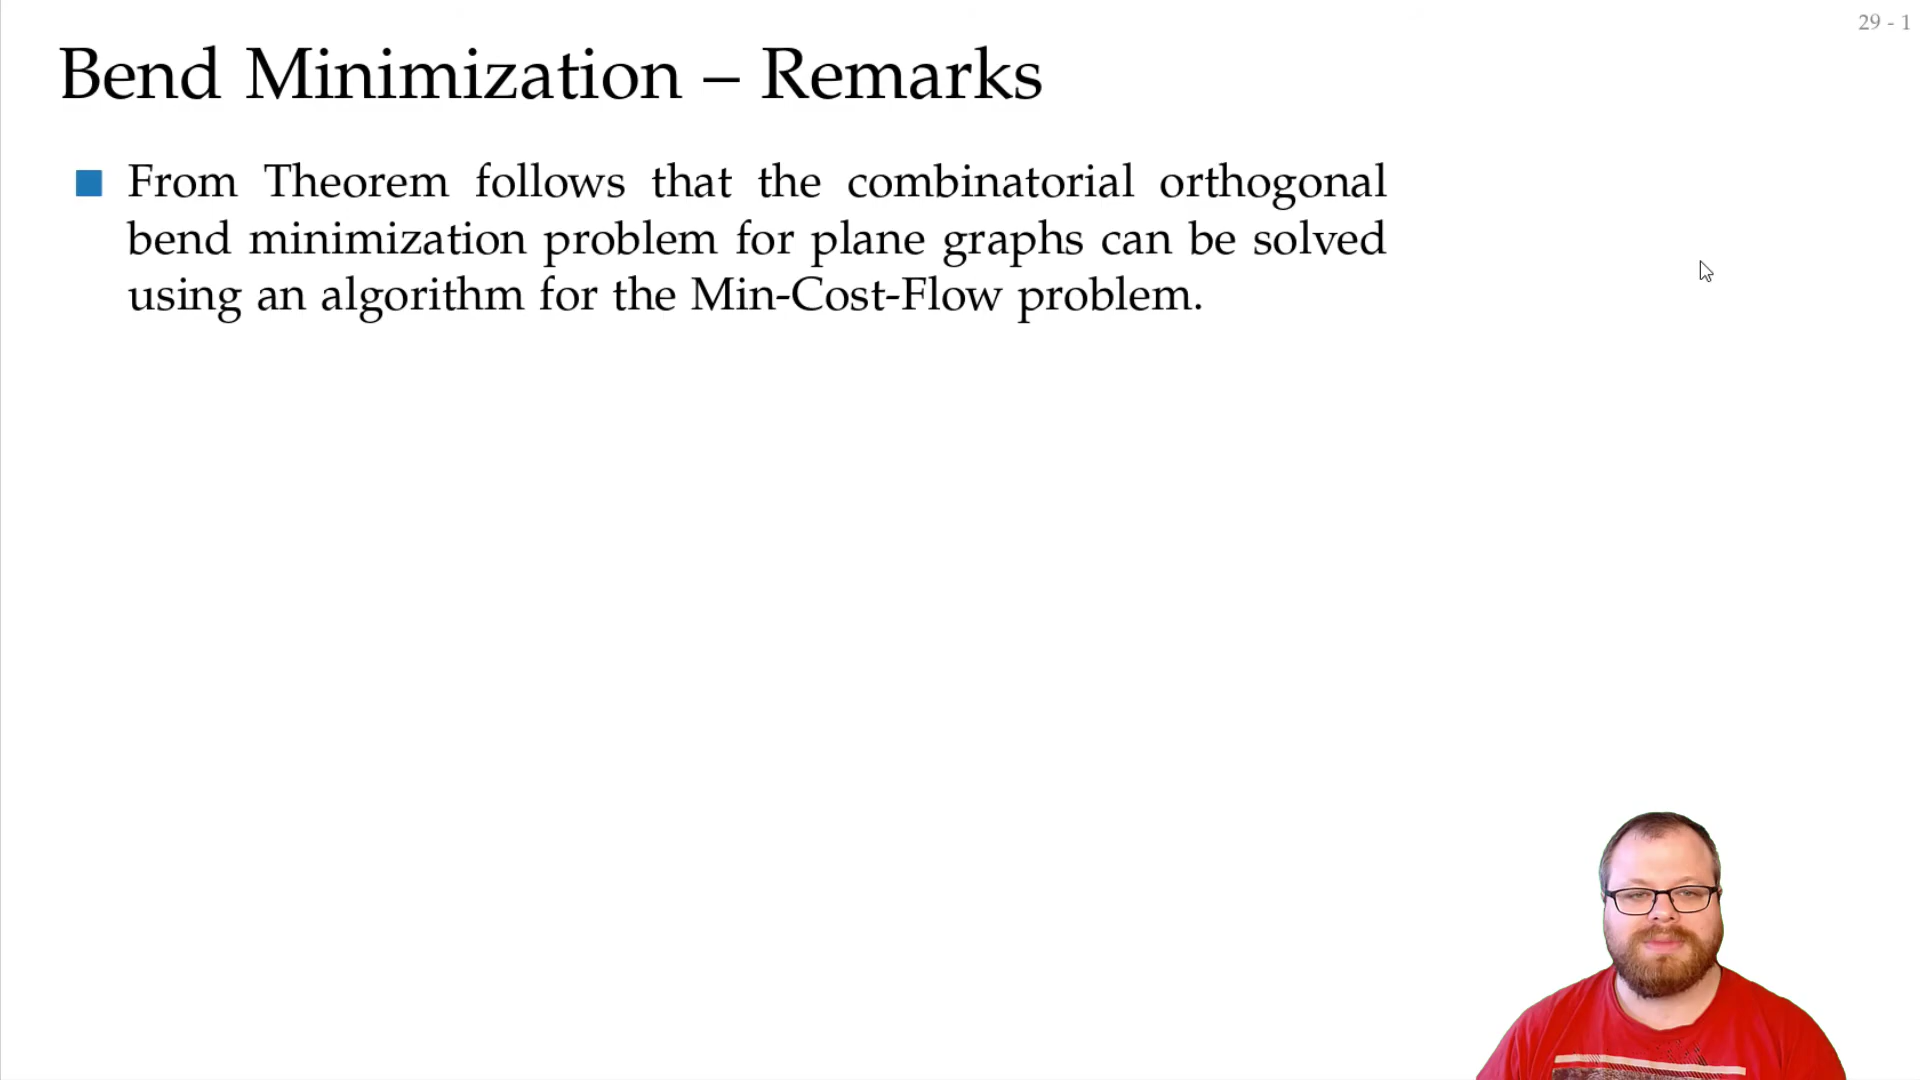 29 - 1
Bend Minimization – Remarks
From Theorem follows that the combinatorial orthogonal
bend minimization problem for plane graphs can be solved
using an algorithm for the Min-Cost-Flow problem.